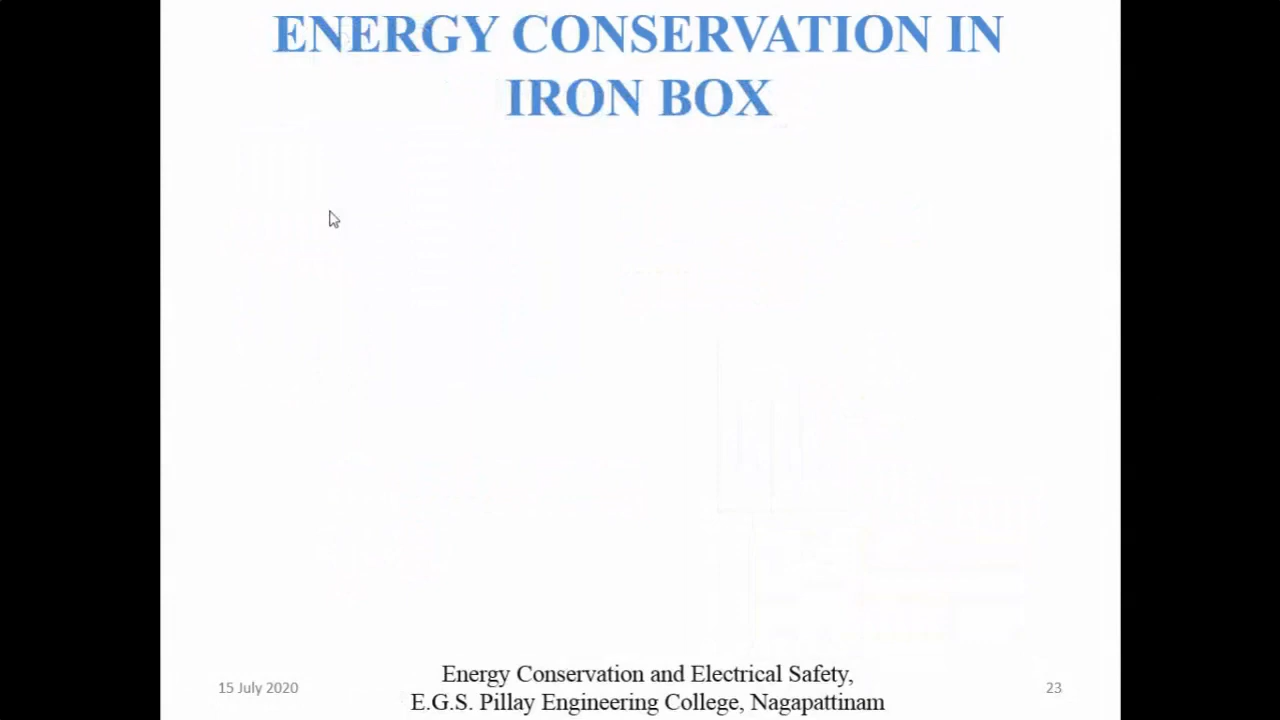 ENERGY CONSERVATION IN
IRON BOX
15 July 2020
Energy Conservation and Electrical Safety,
E.G.S. Pillay Engineering College, Nagapattinam
23